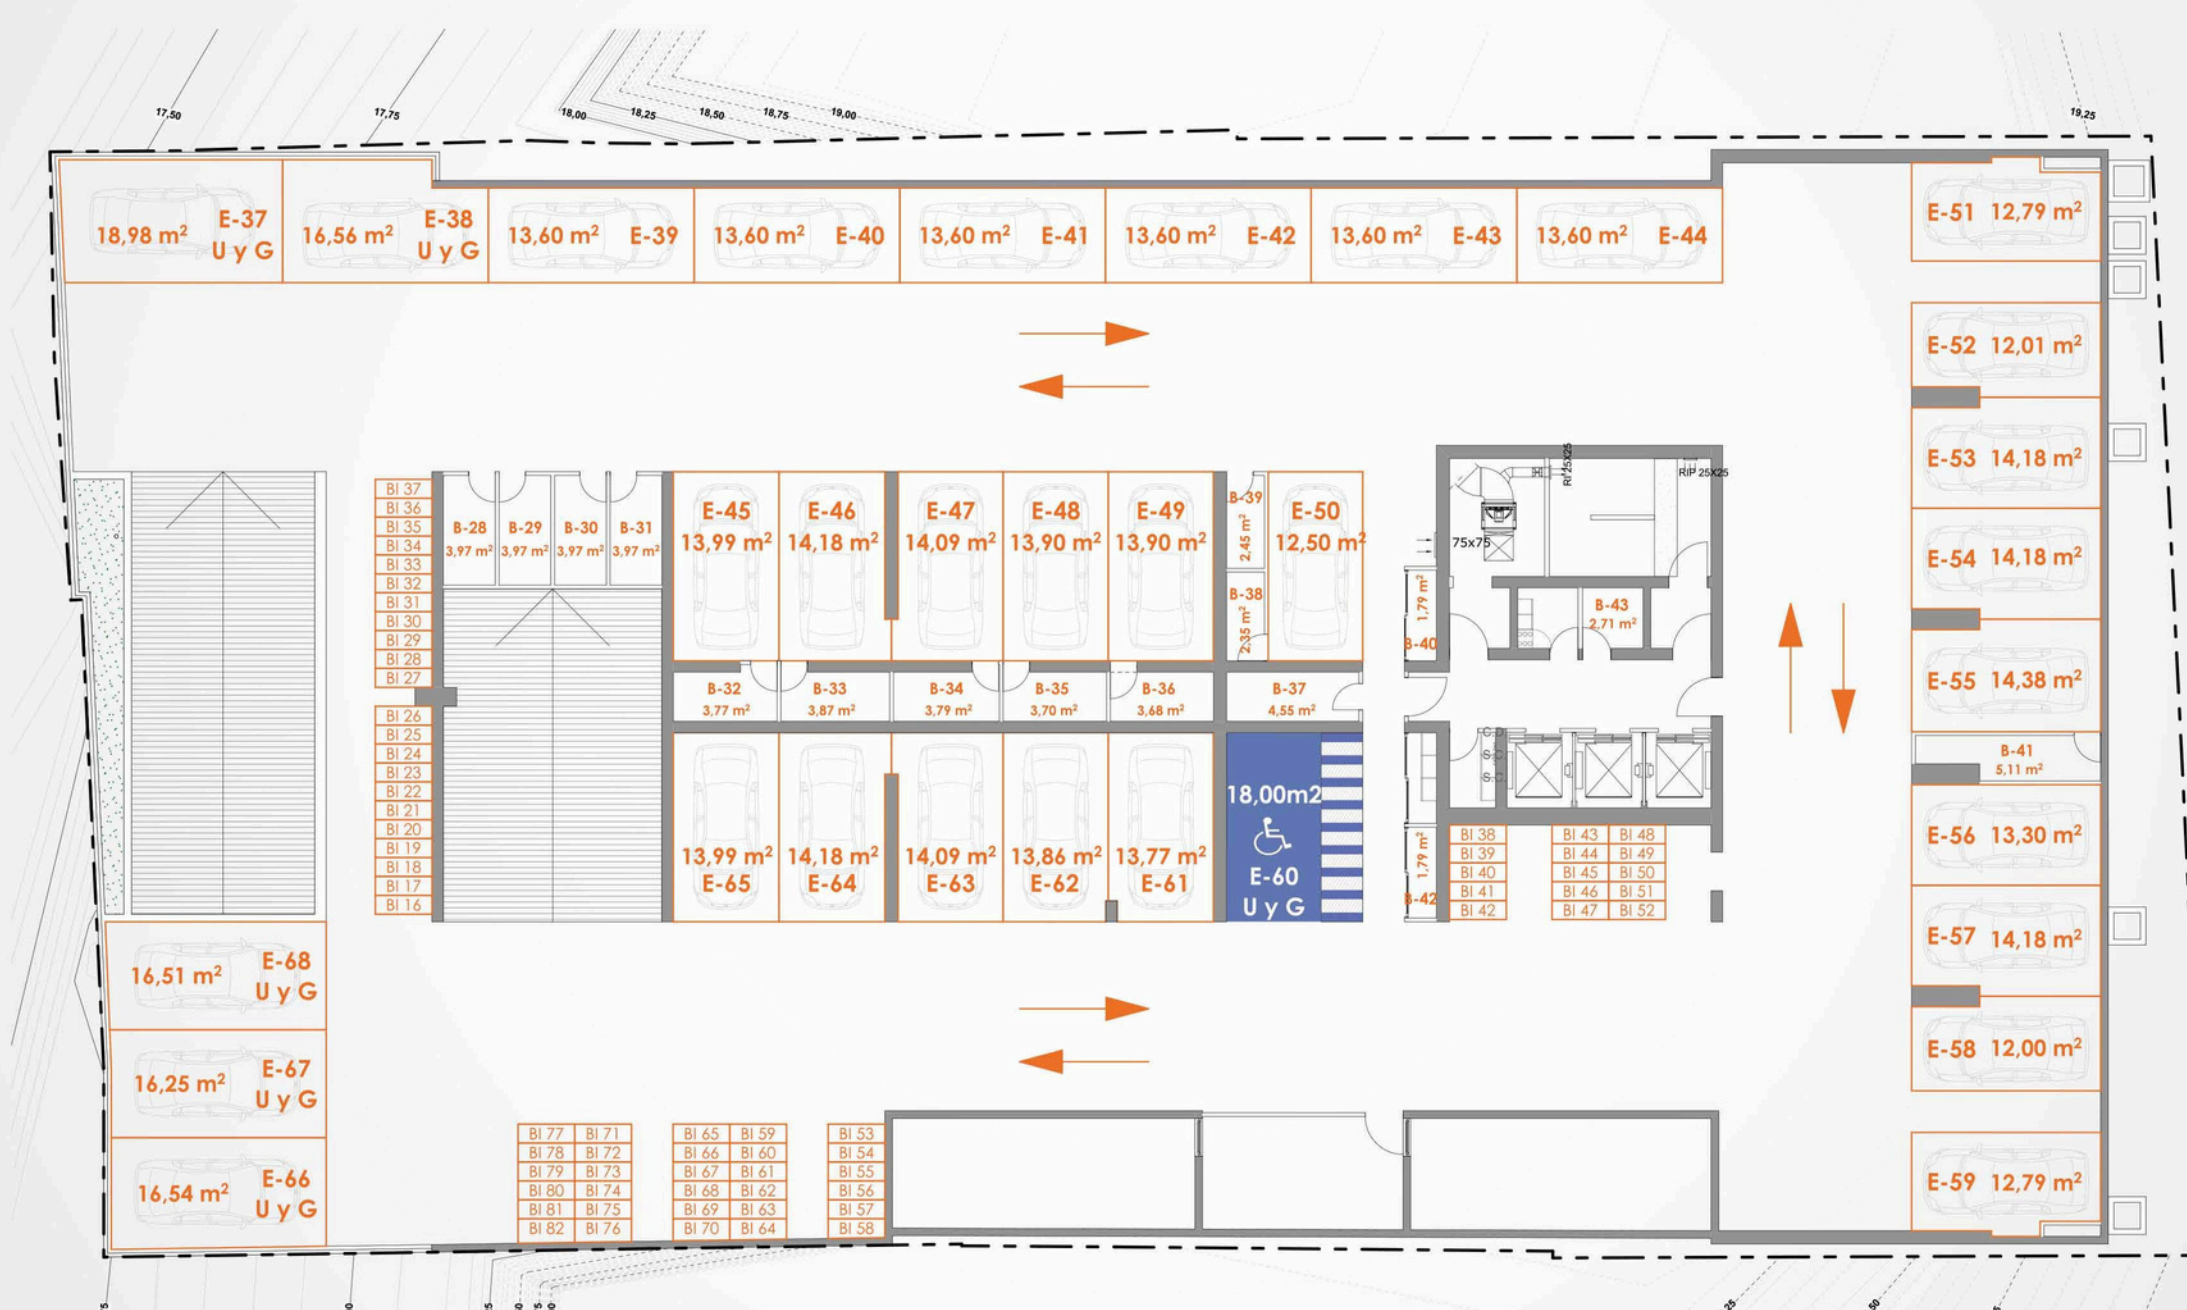 17,50
17,75
18,00
18,25
18,50
18,75
19,00
19,25
18,98 m²
E-37
U y G
16,56 m²
E-38
U y G
13,60 m² E-39
13,60 m² E-40
13,60 m² E-41
13,60 m² E-42
13,60 m² E-43
13,60 m² E-44
E-51 12,79 m²
E-52 12,01 m²
E-53 14,18 m²
E-54 14,18 m²
E-55 14,38 m²
B-41
5,11 m²
E-56 13,30 m²
E-57 14,18 m²
E-58 12,00 m²
E-59 12,79 m²
BI 37
BI 36
BI 35
BI 34
BI 33
BI 32
BI 31
BI 30
BI 29
BI 28
BI 27
BI 26
BI 25
BI 24
BI 23
BI 22
BI 21
BI 20
BI 19
BI 18
BI 17
BI 16
B-28
3,97 m²
B-29
3,97 m²
B-30
3,97 m²
B-31
3,97 m²
E-45
13,99 m²
E-46
14,18 m²
E-47
14,09 m²
E-48
13,90 m²
E-49
13,90 m²
B-39
2,45 m²
B-38
2,35 m²
E-50
12,50 m²
B-32
3,77 m²
B-33
3,87 m²
B-34
3,79 m²
B-35
3,70 m²
B-36
3,68 m²
B-37
4,55 m²
13,99 m²
E-65
14,18 m²
E-64
14,09 m²
E-63
13,86 m²
E-62
13,77 m²
E-61
18,00m2
E-60
U y G
1,79 m²
B-40
1,79 m²
B-42
75x75
RIP 25X25
B-43
2,71 m²
BI 38
BI 39
BI 40
BI 41
BI 42
BI 43 BI 48
BI 44 BI 49
BI 45 BI 50
BI 46 BI 51
BI 47 BI 52
16,51 m²
E-68
U y G
16,25 m²
E-67
U y G
16,54 m²
E-66
U y G
BI 77 BI 71
BI 78 BI 72
BI 79 BI 73
BI 80 BI 74
BI 81 BI 75
BI 82 BI 76
BI 65 BI 59
BI 66 BI 60
BI 67 BI 61
BI 68 BI 62
BI 69 BI 63
BI 70 BI 64
BI 53
BI 54
BI 55
BI 56
BI 57
BI 58